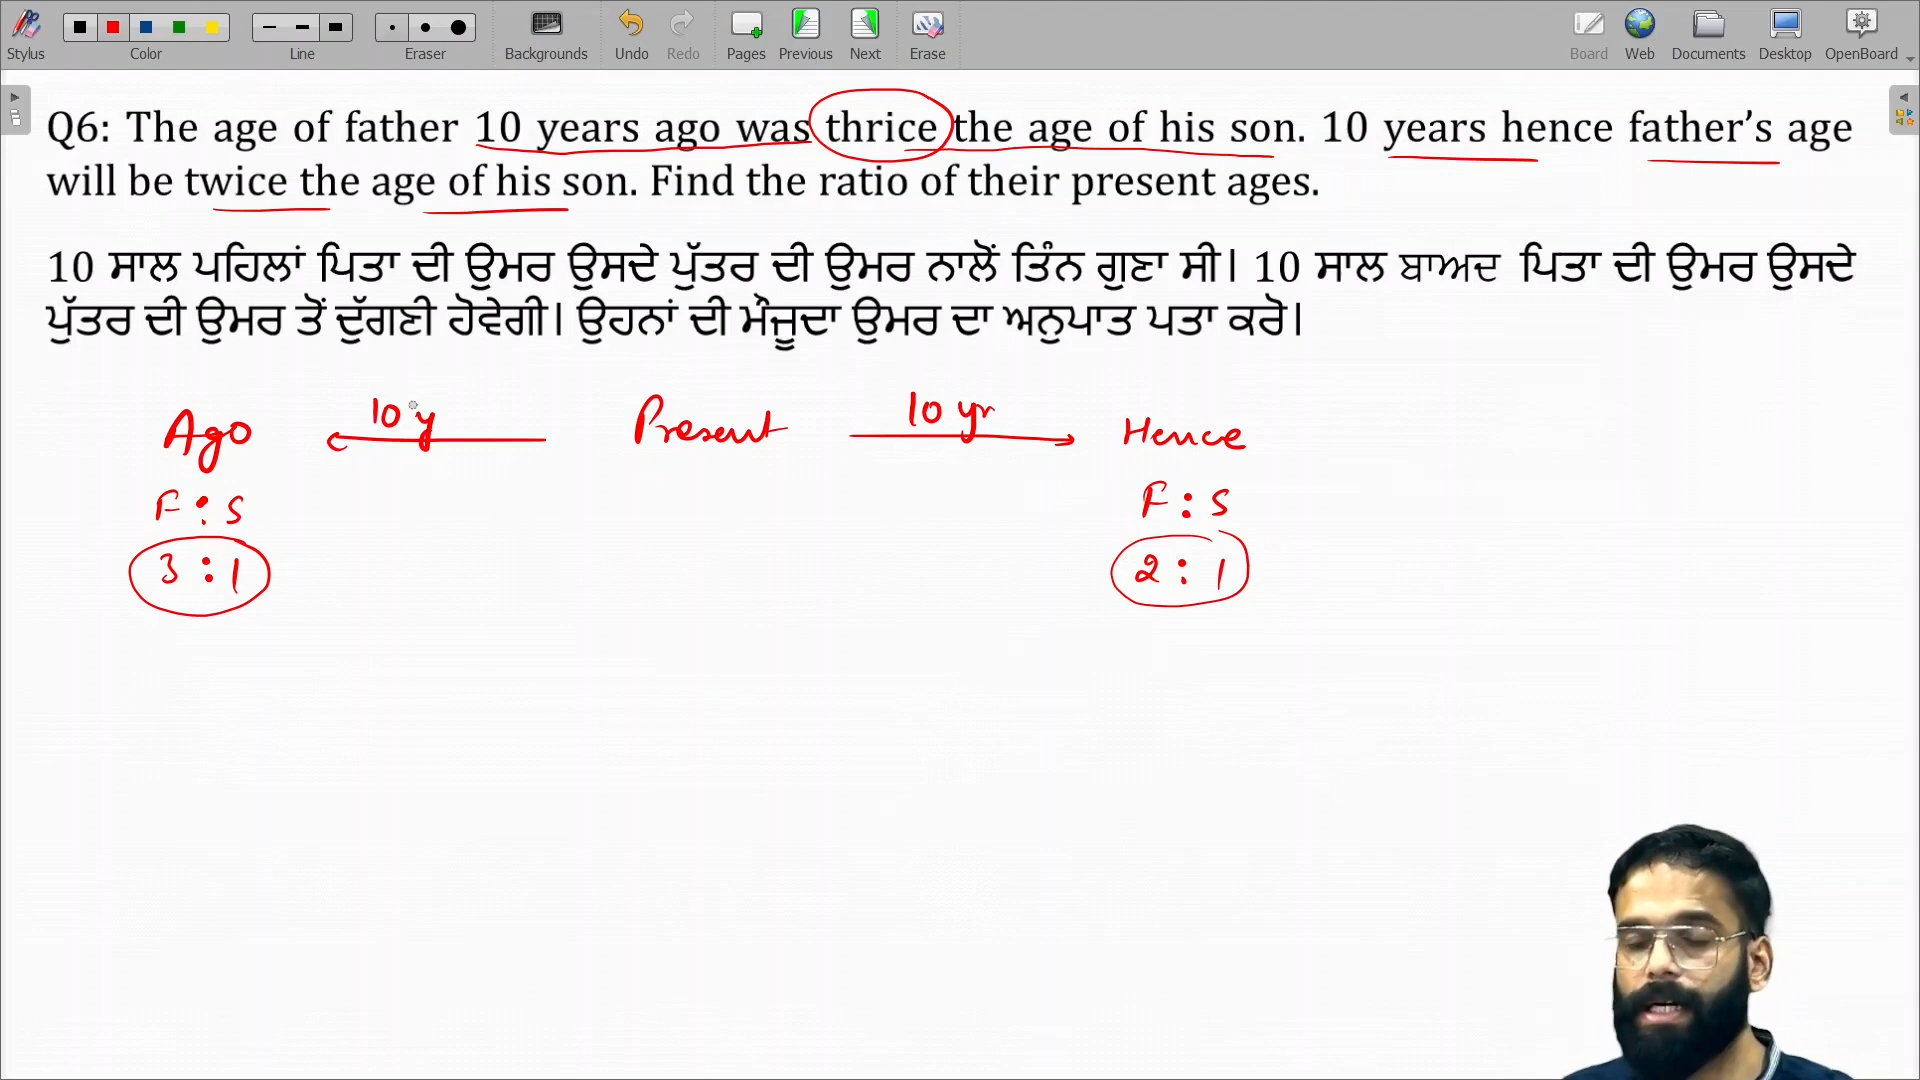 Stylus Color Line Eraser Backgrounds Undo Redo Pages Previous Next Erase Board Web Documents Desktop OpenBoard
Q6: The age of father 10 years ago was thrice the age of his son. 10 years hence father's age
will be twice the age of his son. Find the ratio of their present ages.
10 ਸਾਲ ਪਹਿਲਾਂ ਪਿਤਾ ਦੀ ਉਮਰ ਉਸਦੇ ਪੁੱਤਰ ਦੀ ਉਮਰ ਨਾਲੋਂ ਤਿੰਨ ਗੁਣਾ ਸੀ। 10 ਸਾਲ ਬਾਅਦ ਪਿਤਾ ਦੀ ਉਮਰ ਉਸਦੇ
ਪੁੱਤਰ ਦੀ ਉਮਰ ਤੋਂ ਦੁੱਗਣੀ ਹੋਵੇਗੀ। ਉਹਨਾਂ ਦੀ ਮੌਜੂਦਾ ਉਮਰ ਦਾ ਅਨੁਪਾਤ ਪਤਾ ਕਰੋ।
Ago 10 y Present 10 yr Hence
F : S F : S
3 : 1 2 : 1